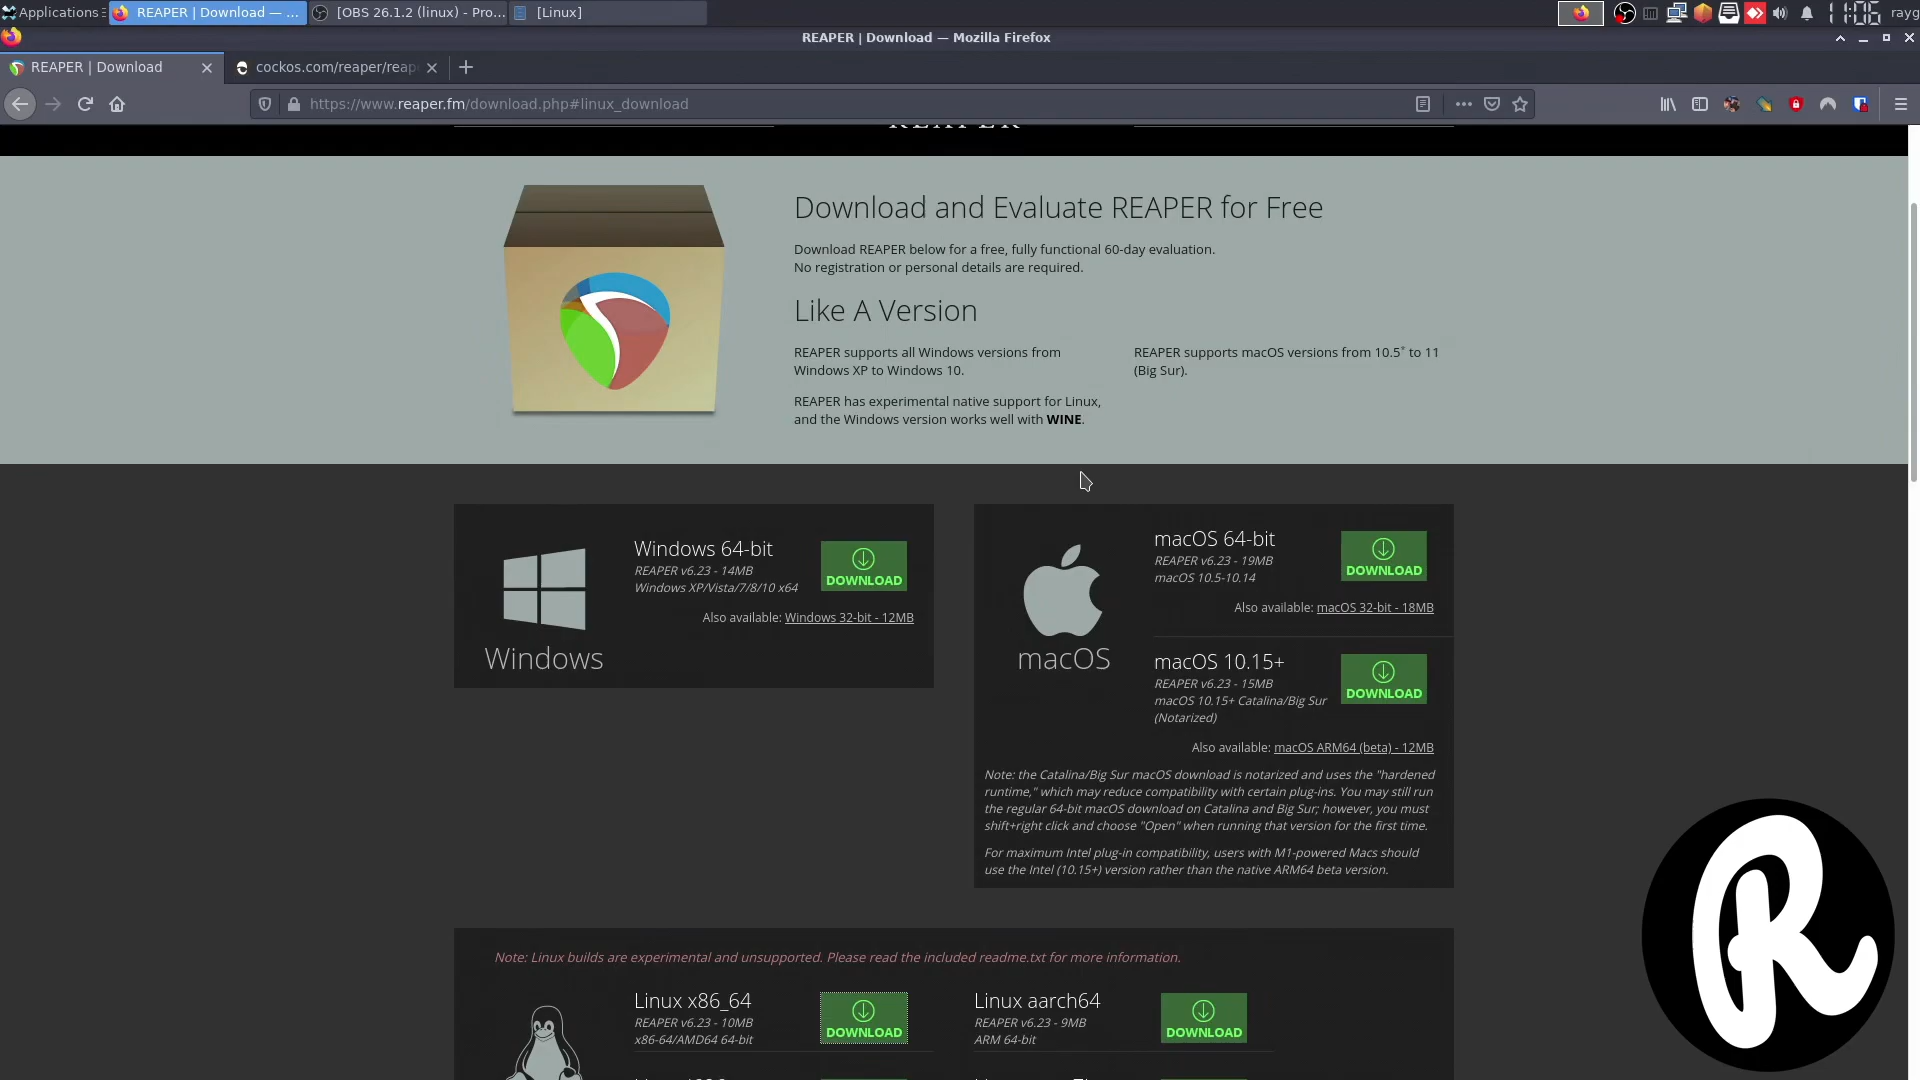 Applications
REAPER | Download — ...
[OBS 26.1.2 (linux) - Pro...
[Linux]
11:06
rayg
REAPER | Download — Mozilla Firefox
REAPER | Download
cockos.com/reaper/reap
https://www.reaper.fm/download.php#linux_download
REAPER
Download and Evaluate REAPER for Free
Download REAPER below for a free, fully functional 60-day evaluation.
No registration or personal details are required.
Like A Version
REAPER supports all Windows versions from
Windows XP to Windows 10.
REAPER has experimental native support for Linux,
and the Windows version works well with WINE.
REAPER supports macOS versions from 10.5* to 11
(Big Sur).
Windows 64-bit
REAPER v6.23 - 14MB
Windows XP/Vista/7/8/10 x64
DOWNLOAD
Also available: Windows 32-bit - 12MB
Windows
macOS 64-bit
REAPER v6.23 - 19MB
macOS 10.5-10.14
DOWNLOAD
Also available: macOS 32-bit - 18MB
macOS
macOS 10.15+
REAPER v6.23 - 15MB
macOS 10.15+ Catalina/Big Sur
(Notarized)
DOWNLOAD
Also available: macOS ARM64 (beta) - 12MB
Note: the Catalina/Big Sur macOS download is notarized and uses the "hardened
runtime," which may reduce compatibility with certain plug-ins. You may still run
the regular 64-bit macOS download on Catalina and Big Sur; however, you must
shift+right click and choose "Open" when running that version for the first time.
For maximum Intel plug-in compatibility, users with M1-powered Macs should
use the Intel (10.15+) version rather than the native ARM64 beta version.
Note: Linux builds are experimental and unsupported. Please read the included readme.txt for more information.
Linux x86_64
REAPER v6.23 - 10MB
x86-64/AMD64 64-bit
DOWNLOAD
Linux aarch64
REAPER v6.23 - 9MB
ARM 64-bit
DOWNLOAD
R